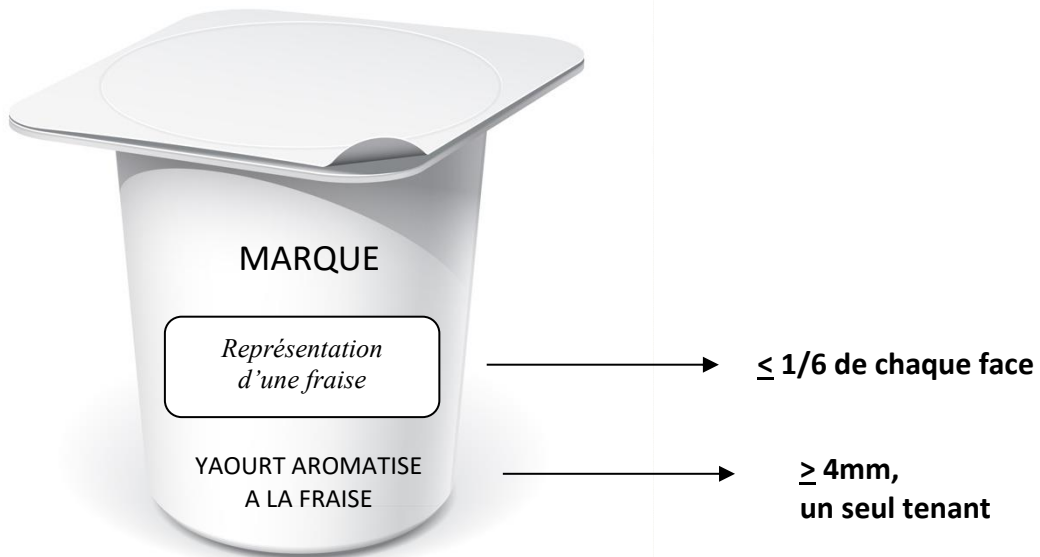 MARQUE
Représentation
d'une fraise
≤ 1/6 de chaque face
YAOURT AROMATISE
A LA FRAISE
≥ 4mm,
un seul tenant